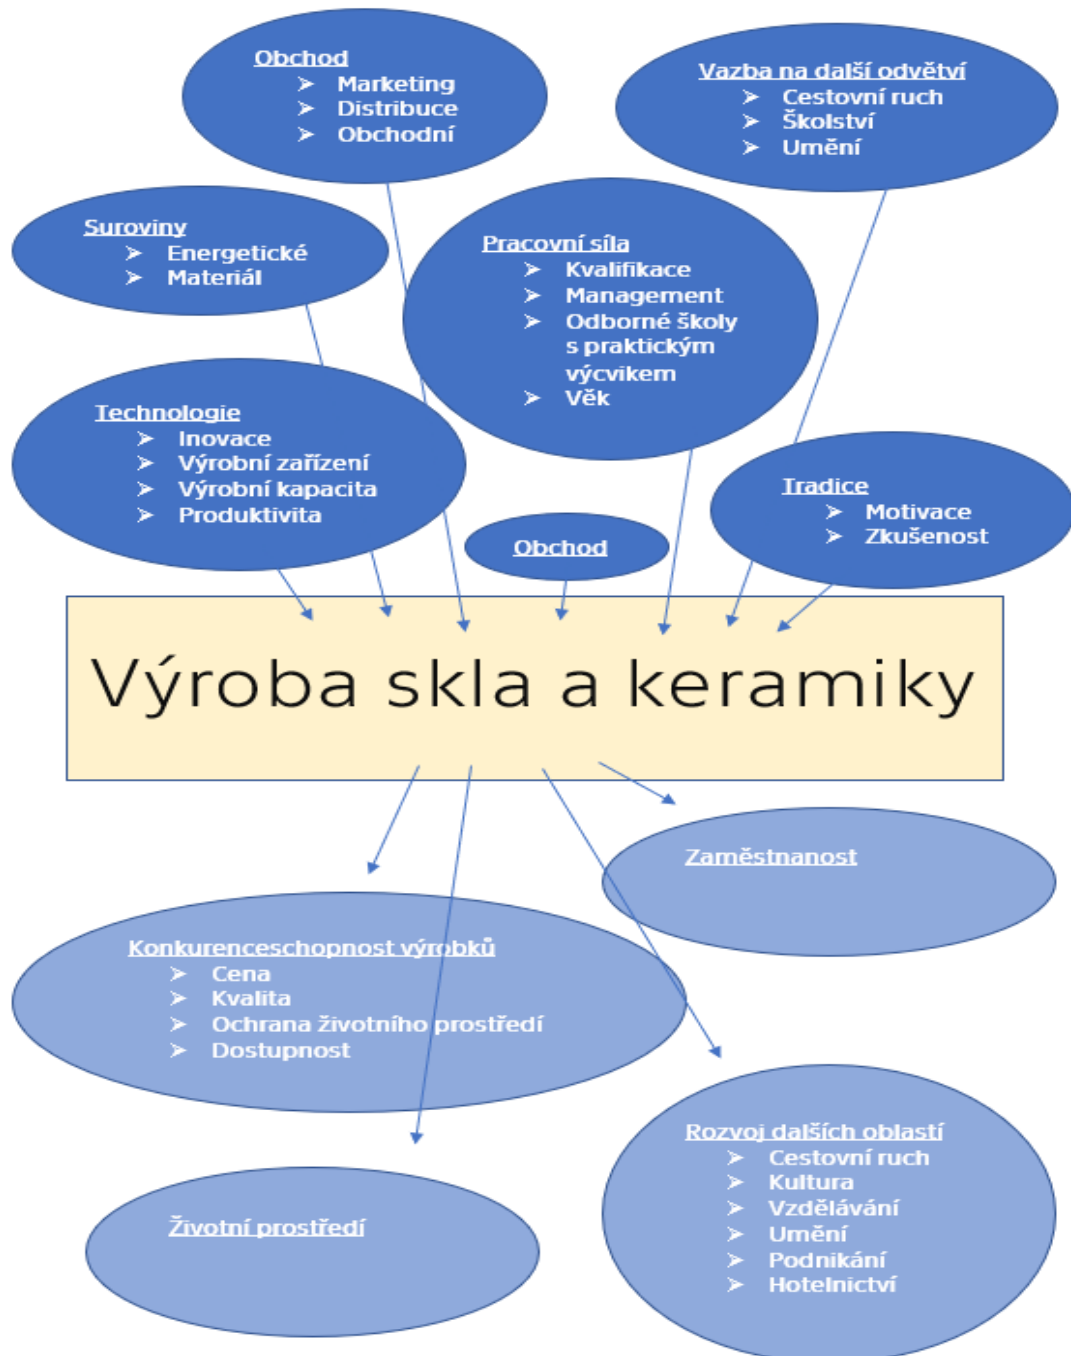 Obchod
➢ Marketing
➢ Distribuce
➢ Obchodní
Vazba na další odvětví
➢ Cestovní ruch
➢ Školství
➢ Umění
Suroviny
➢ Energetické
➢ Materiál
Pracovní síla
➢ Kvalifikace
➢ Management
➢ Odborné školy
s praktickým
výcvikem
➢ Věk
Technologie
➢ Inovace
➢ Výrobní zařízení
➢ Výrobní kapacita
➢ Produktivita
Obchod
Tradice
➢ Motivace
➢ Zkušenost
Výroba skla a keramiky
Zaměstnanost
Konkurenceschopnost výrobků
➢ Cena
➢ Kvalita
➢ Ochrana životního prostředí
➢ Dostupnost
Životní prostředí
Rozvoj dalších oblastí
➢ Cestovní ruch
➢ Kultura
➢ Vzdělávání
➢ Umění
➢ Podnikání
➢ Hotelnictví